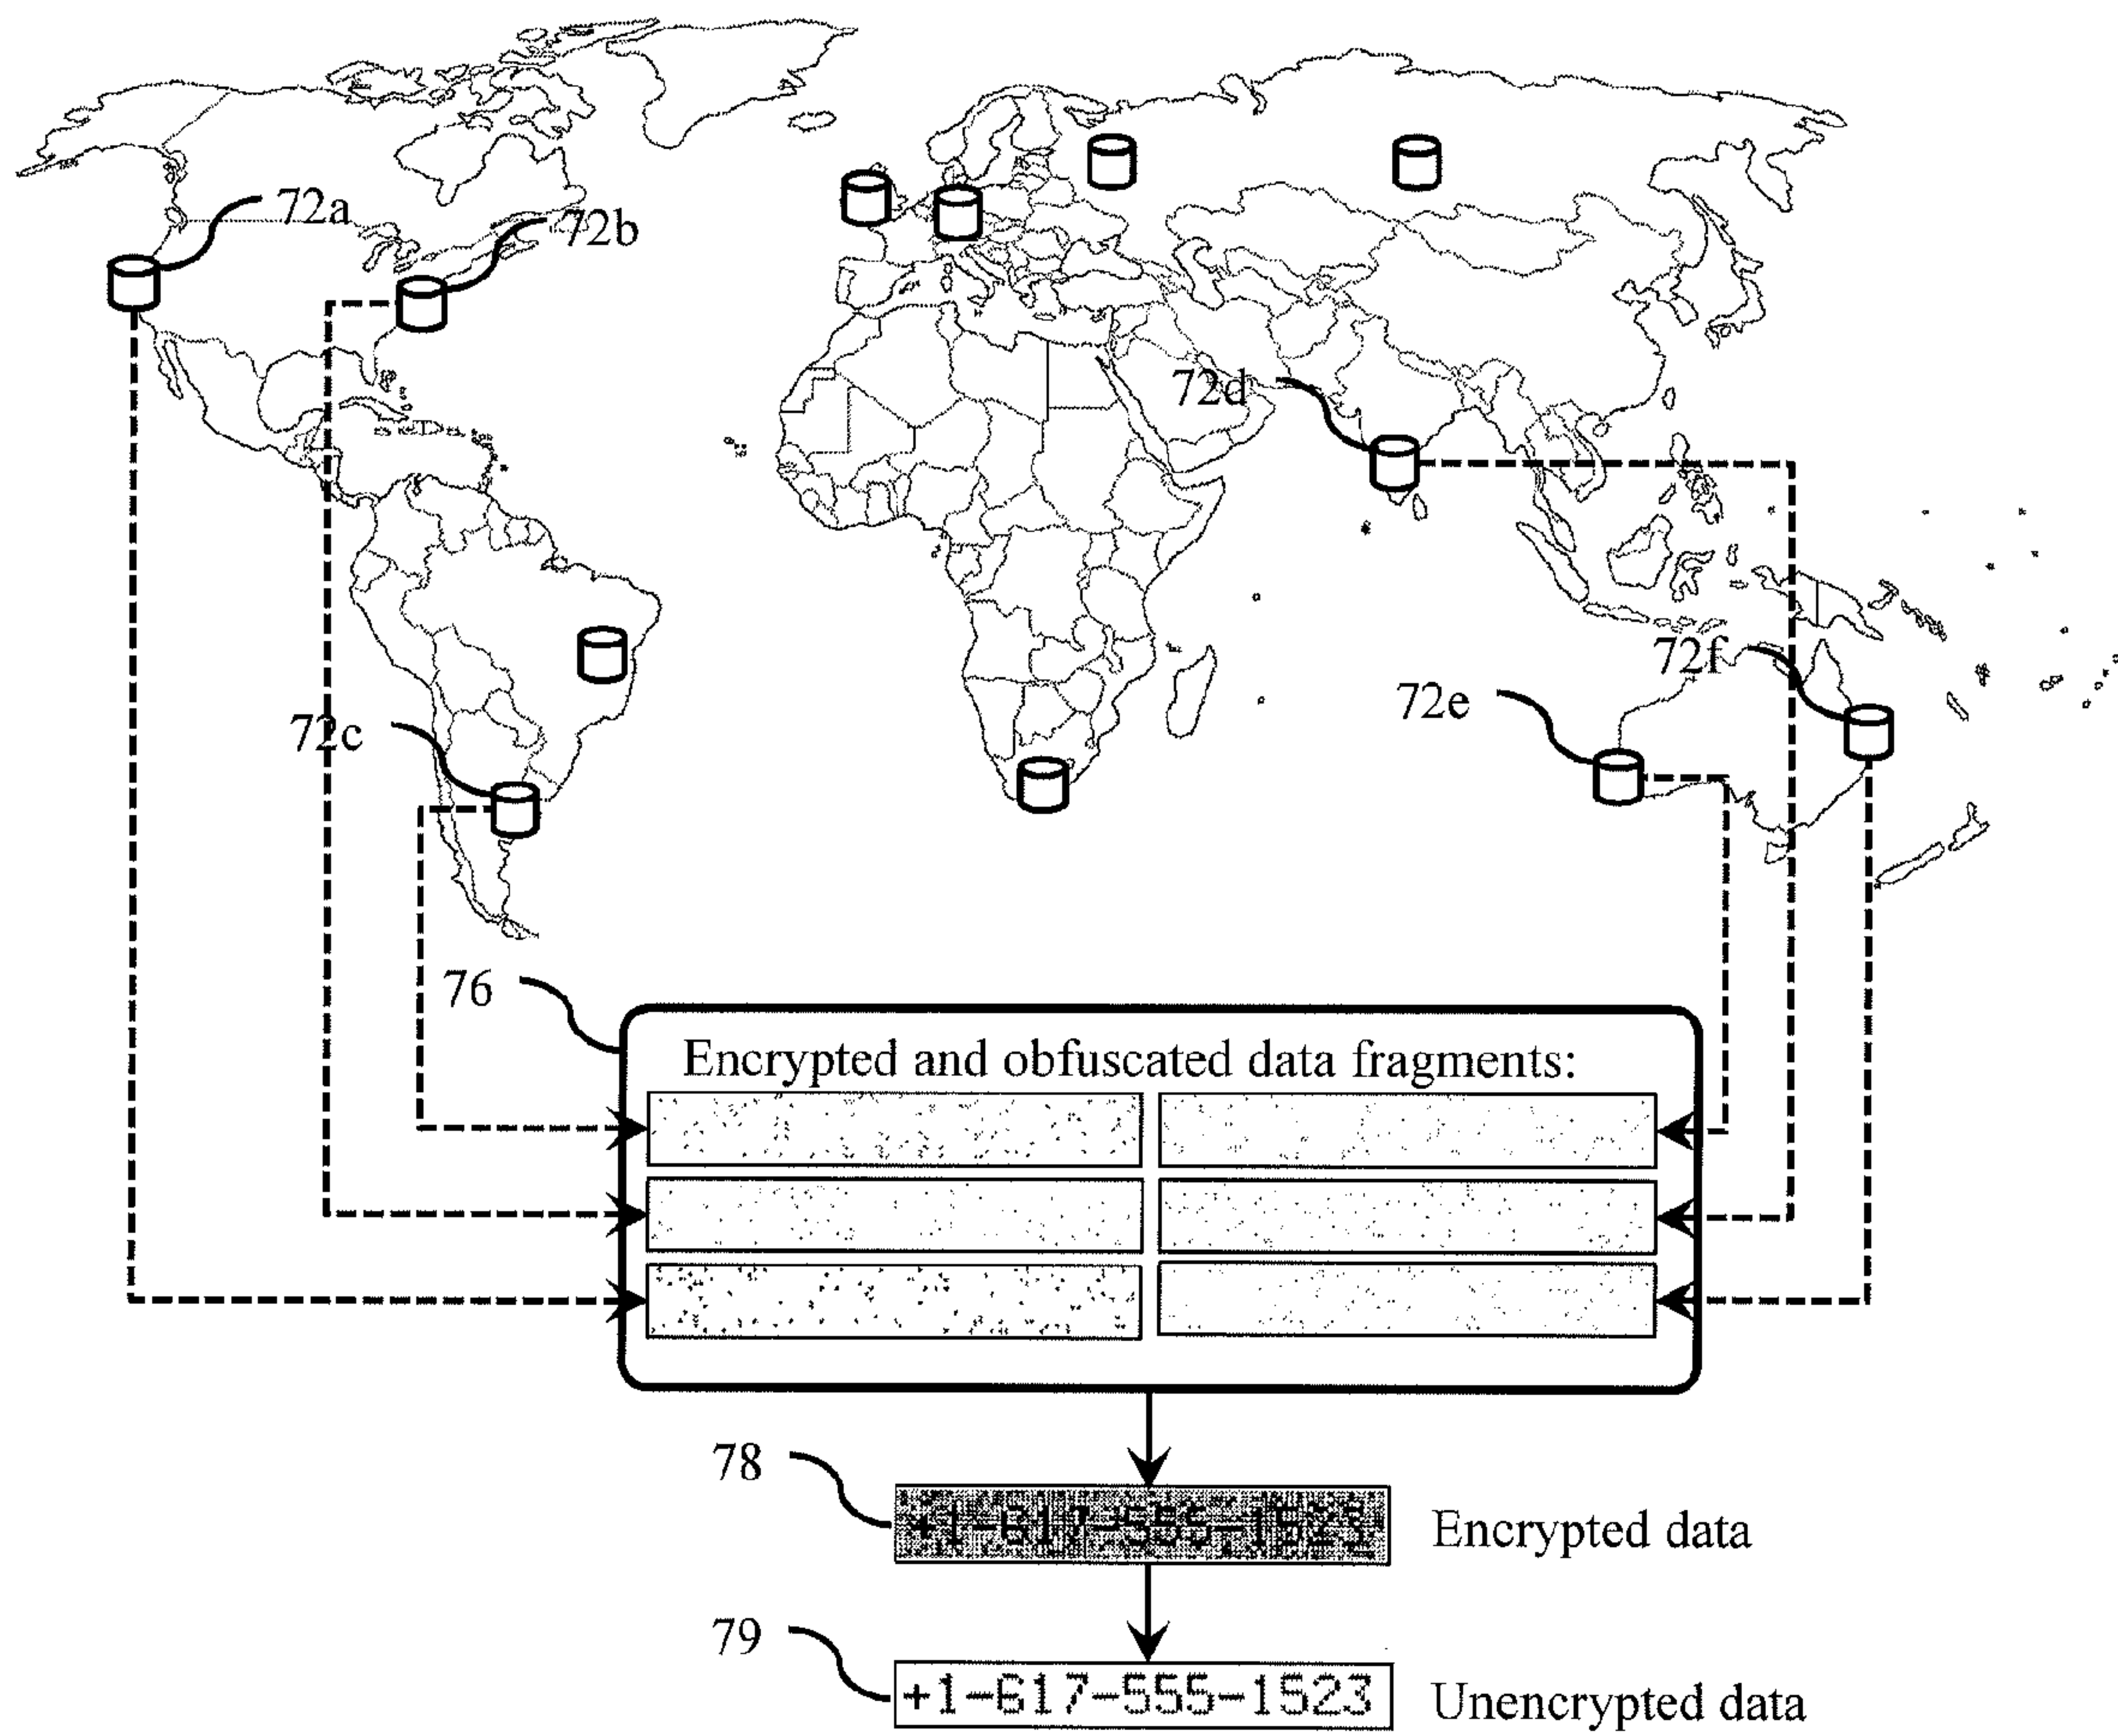 72a
72b
72d
72f
72e
72c
76
Encrypted and obfuscated data fragments:
78
+1-617-555-1523
Encrypted data
79
+1-617-555-1523
Unencrypted data